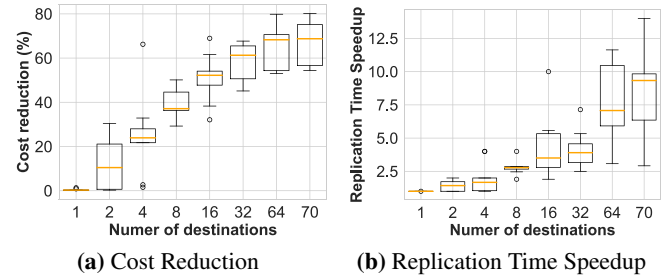 Cost reduction (%)
80
60
40
20
0
1 2 4 8 16 32 64 70
Numer of destinations
(a) Cost Reduction
Replication Time Speedup
12.5
10.0
7.5
5.0
2.5
1 2 4 8 16 32 64 70
Numer of destinations
(b) Replication Time Speedup